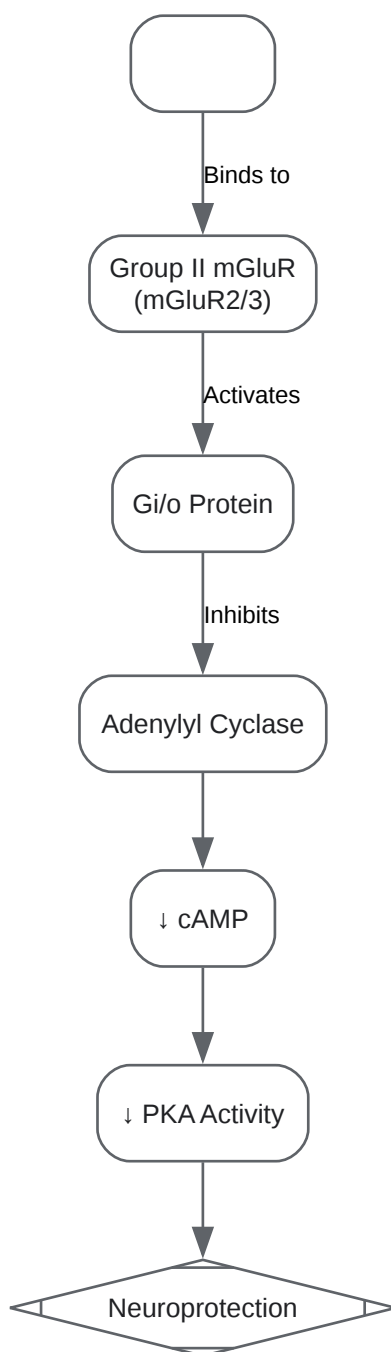 Binds to
Group II mGluR
(mGluR2/3)
Activates
Gi/o Protein
Inhibits
Adenylyl Cyclase
↓ cAMP
↓ PKA Activity
Neuroprotection